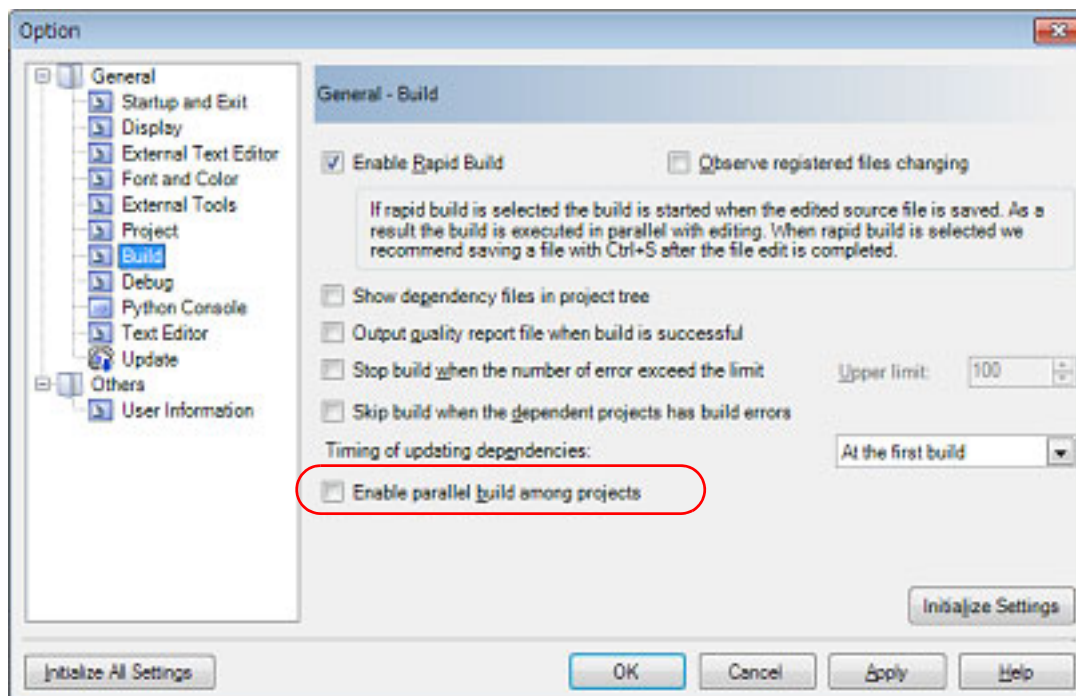 Option
General
Startup and Exit
Display
External Text Editor
Font and Color
External Tools
Project
Build
Debug
Python Console
Text Editor
Update
Others
User Information
General - Build
Enable Rapid Build
Observe registered files changing
If rapid build is selected the build is started when the edited source file is saved. As a
result the build is executed in parallel with editing. When rapid build is selected we
recommend saving a file with Ctrl+S after the file edit is completed.
Show dependency files in project tree
Output quality report file when build is successful
Stop build when the number of error exceed the limit
Upper limit:
100
Skip build when the dependent projects has build errors
Timing of updating dependencies:
At the first build
Enable parallel build among projects
Initialize Settings
Initialize All Settings
OK
Cancel
Apply
Help